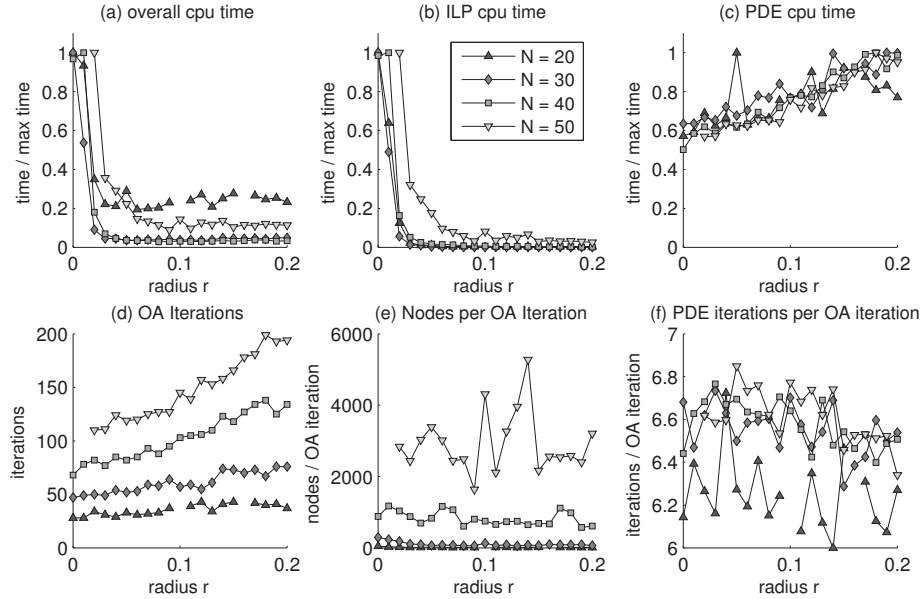 (a) overall cpu time
1
0.8
0.6
0.4
0.2
0
time / max time
0
0.1
0.2
radius r
(b) ILP cpu time
1
0.8
0.6
0.4
0.2
0
time / max time
0
0.1
0.2
radius r
N = 20
N = 30
N = 40
N = 50
(c) PDE cpu time
1
0.8
0.6
0.4
0.2
0
time / max time
0
0.1
0.2
radius r
(d) OA Iterations
200
150
100
50
0
iterations
0
0.1
0.2
radius r
(e) Nodes per OA Iteration
6000
4000
2000
0
nodes / OA iteration
0
0.1
0.2
radius r
(f) PDE iterations per OA iteration
7
6.8
6.6
6.4
6.2
6
iterations / OA iteration
0
0.1
0.2
radius r